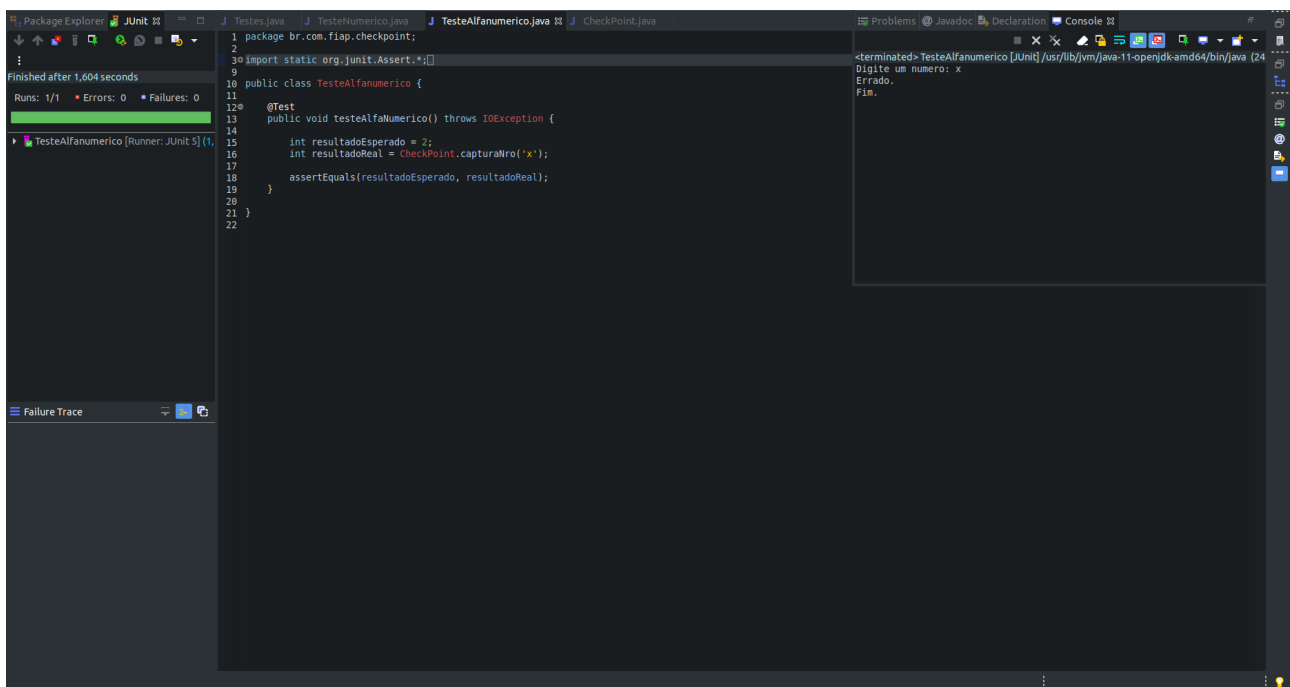 Package Explorer JUnit
Finished after 1,604 seconds
Runs: 1/1 Errors: 0 Failures: 0
TesteAlfanumerico [Runner: JUnit 5] (1,
Failure Trace
Testes.java TesteNumerico.java TesteAlfanumerico.java CheckPoint.java
1 package br.com.fiap.checkpoint;
2
3 import static org.junit.Assert.*;
9
10 public class TesteAlfanumerico {
11
12 @Test
13 public void testeAlfaNumerico() throws IOException {
14
15 int resultadoEsperado = 2;
16 int resultadoReal = CheckPoint.capturaNro('x');
17
18 assertEquals(resultadoEsperado, resultadoReal);
19 }
20
21 }
22
Problems Javadoc Declaration Console
<terminated> TesteAlfanumerico [JUnit] /usr/lib/jvm/java-11-openjdk-amd64/bin/java (24
Digite um numero: x
Errado.
Fim.